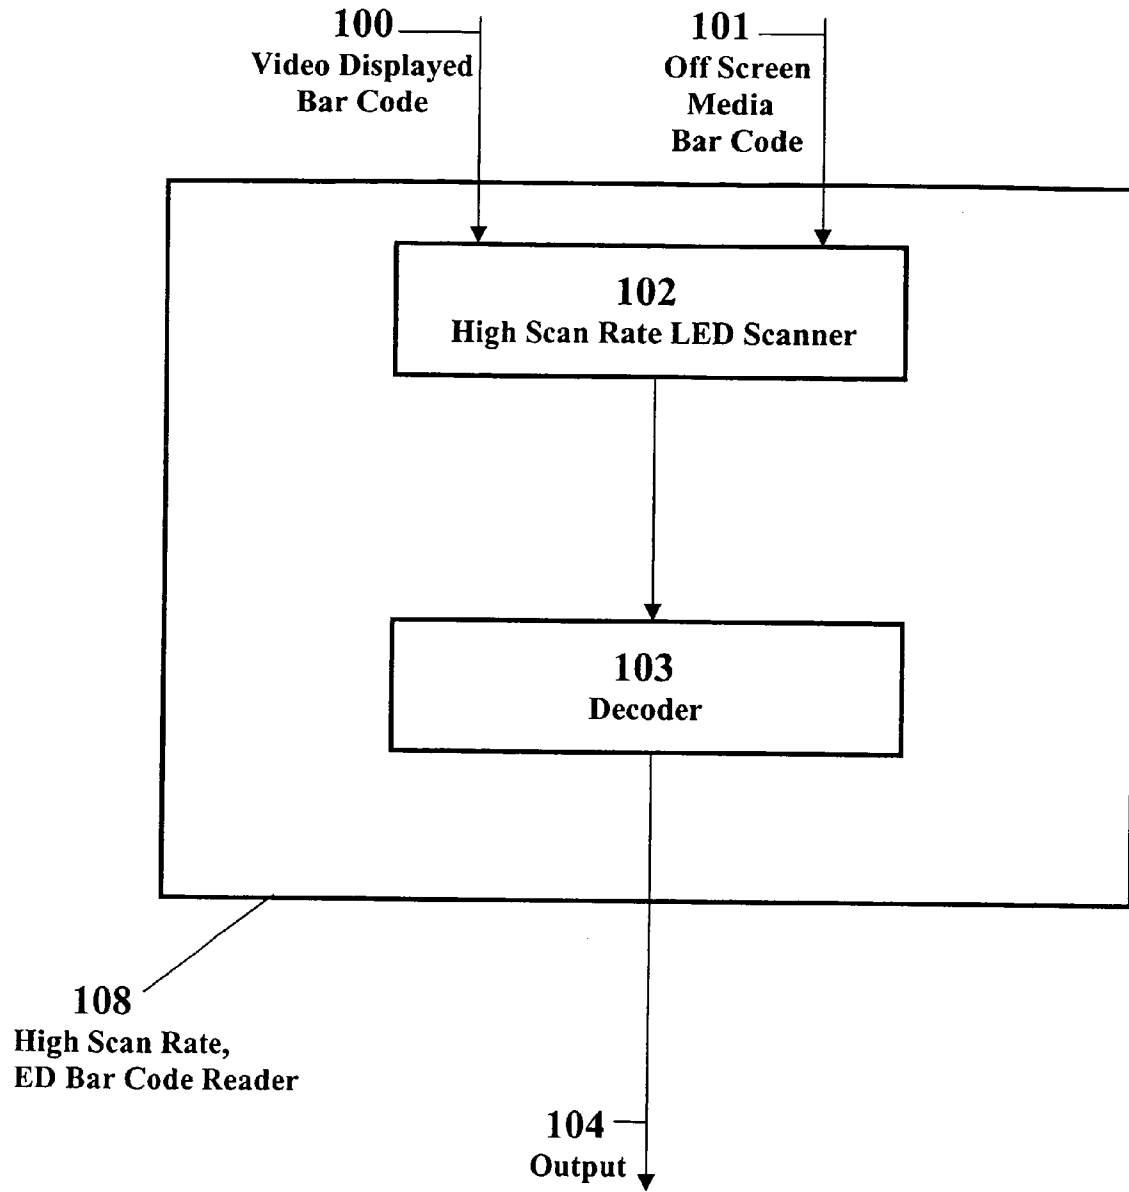 100
Video Displayed
Bar Code
101
Off Screen
Media
Bar Code
102
High Scan Rate LED Scanner
103
Decoder
108
High Scan Rate,
ED Bar Code Reader
104
Output